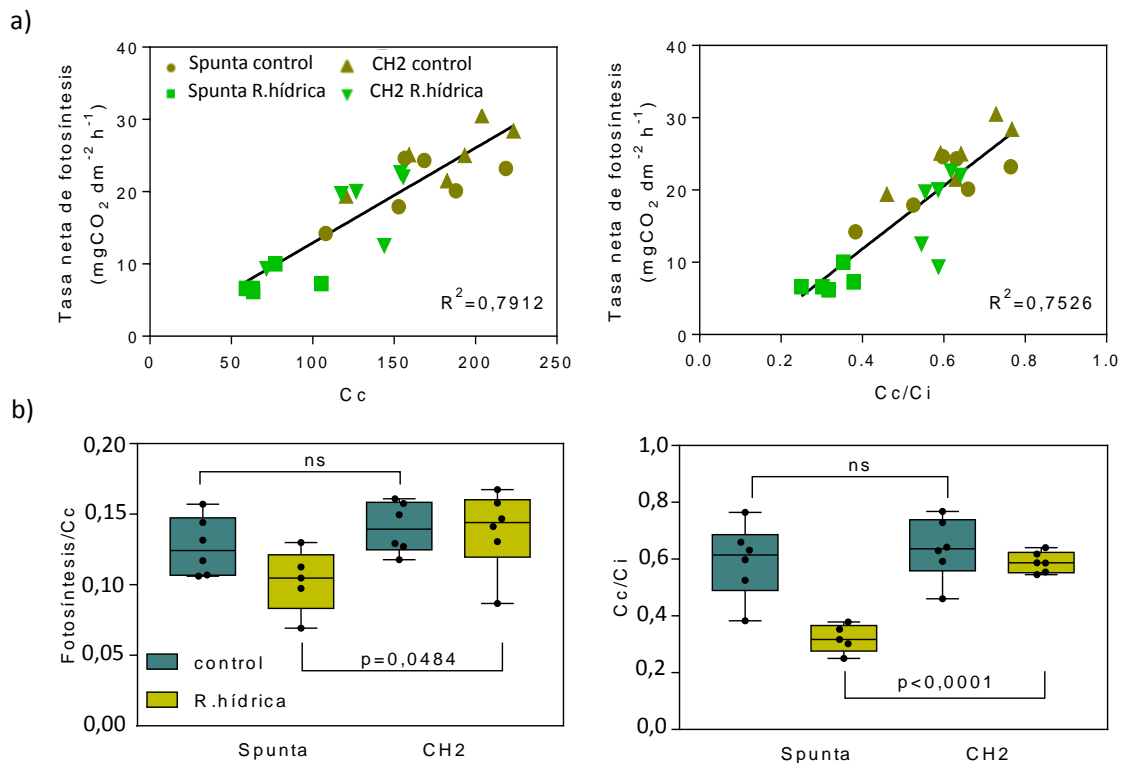 a)
Tasa neta de fotosíntesis
(mgCO₂ dm⁻² h⁻¹)
40
30
20
10
0
Spunta control
CH2 control
Spunta R.hídrica
CH2 R.hídrica
R²=0,7912
0 50 100 150 200 250
Cc
Tasa neta de fotosíntesis
(mgCO₂ dm⁻² h⁻¹)
40
30
20
10
0
R²=0,7526
0.0 0.2 0.4 0.6 0.8 1.0
Cc/Ci
b)
Fotosíntesis/Cc
0,20
0,15
0,10
0,05
0,00
ns
p=0,0484
control
R.hídrica
Spunta CH2
Cc/Ci
1,0
0,8
0,6
0,4
0,2
0,0
ns
p<0,0001
Spunta CH2